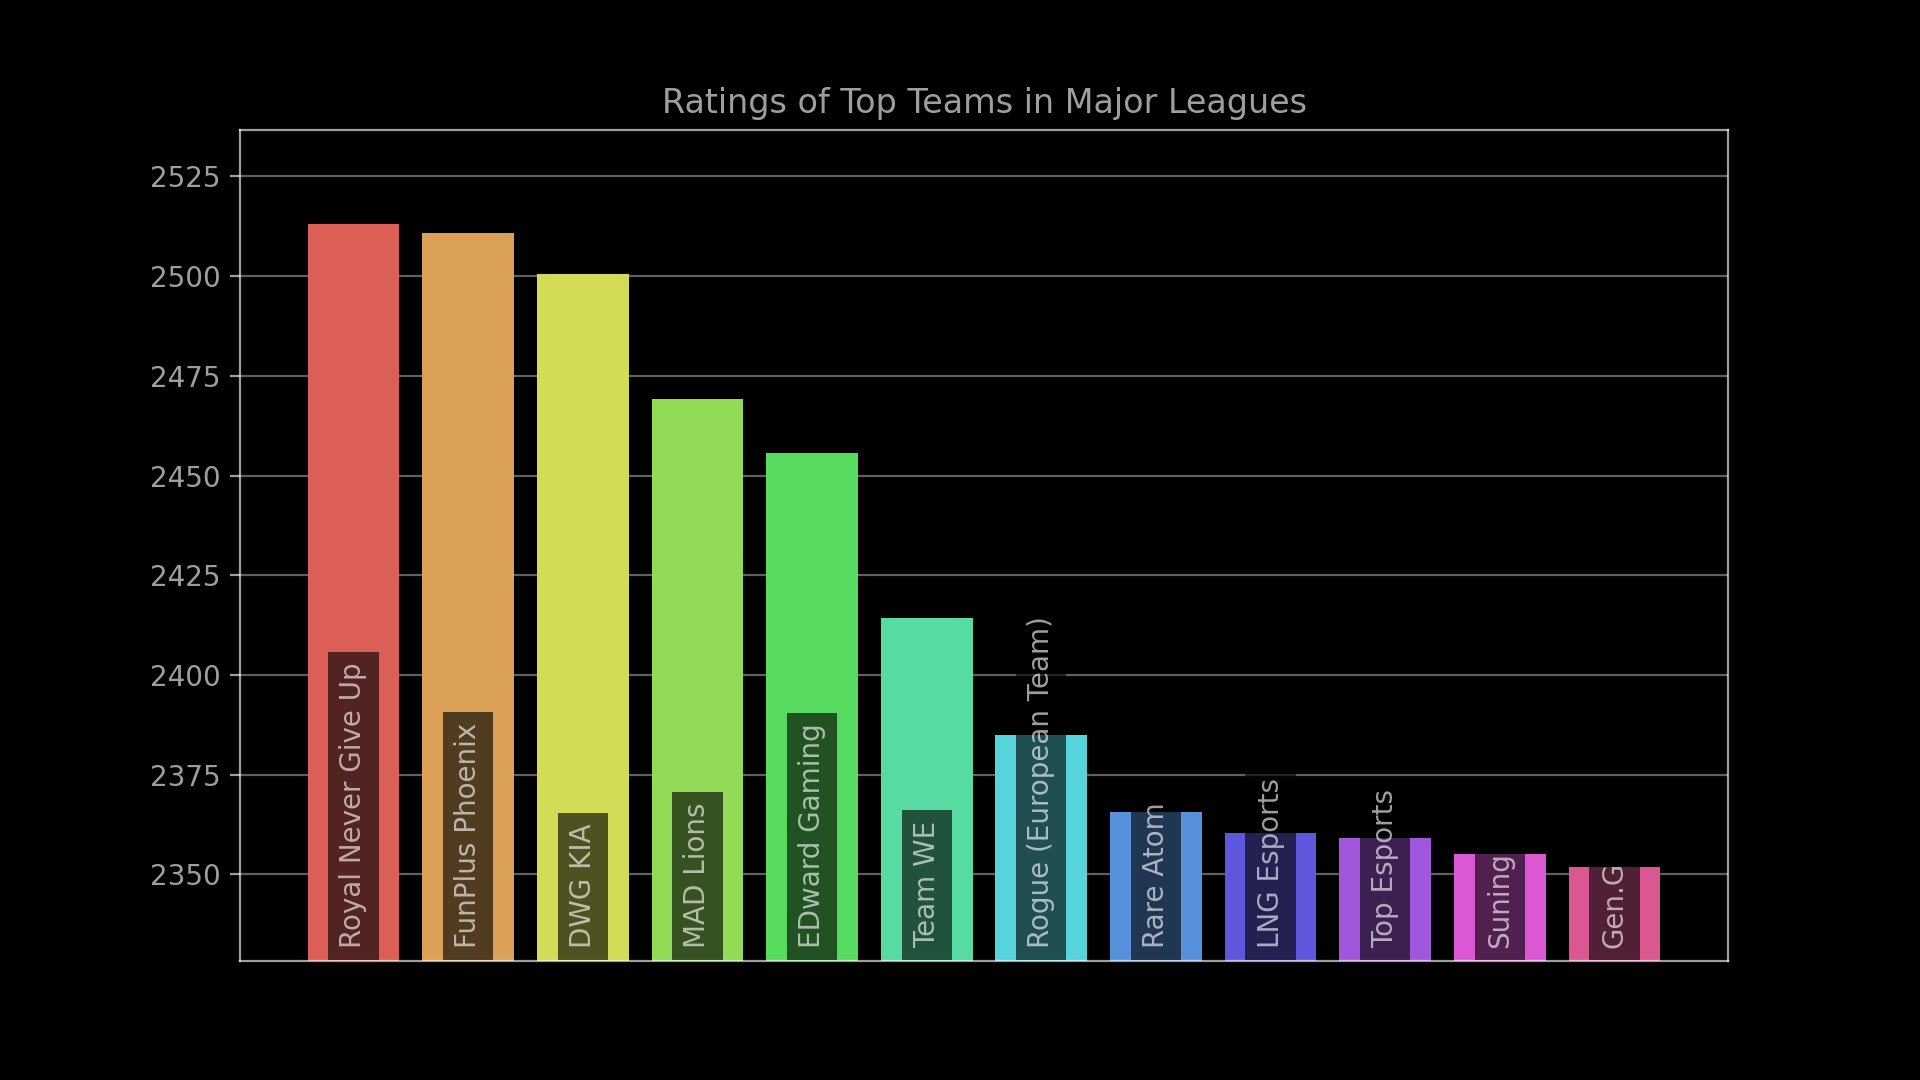 Ratings of Top Teams in Major Leagues
2525
2500
2475
2450
2425
2400
2375
2350
Royal Never Give Up
FunPlus Phoenix
DWG KIA
MAD Lions
EDward Gaming
Team WE
Rogue (European Team)
Rare Atom
LNG Esports
Top Esports
Suning
Gen.G